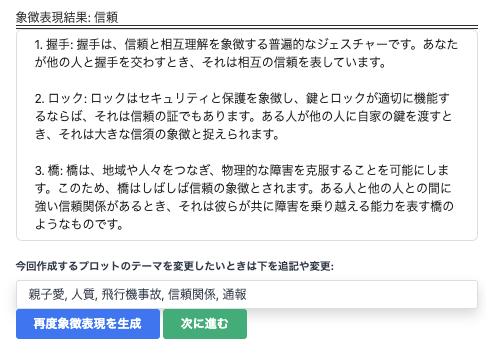 象徴表現結果: 信頼
1. 握手: 握手は、信頼と相互理解を象徴する普遍的なジェスチャーです。あなた
が他の人と握手を交わすとき、それは相互の信頼を表しています。
2. ロック: ロックはセキュリティと保護を象徴し、鍵とロックが適切に機能す
るならば、それは信頼の証でもあります。ある人が他の人に自家の鍵を渡すと
き、それは大きな信須の象徴と捉えられます。
3. 橋: 橋は、地域や人々をつなぎ、物理的な障害を克服することを可能にしま
す。このため、橋はしばしば信頼の象徴とされます。ある人と他の人との間に
強い信頼関係があるとき、それは彼らが共に障害を乗り越える能力を表す橋の
ようなものです。
今回作成するプロットのテーマを変更したいときは下を追記や変更:
親子愛, 人質, 飛行機事故, 信頼関係, 通報
再度象徴表現を生成 次に進む